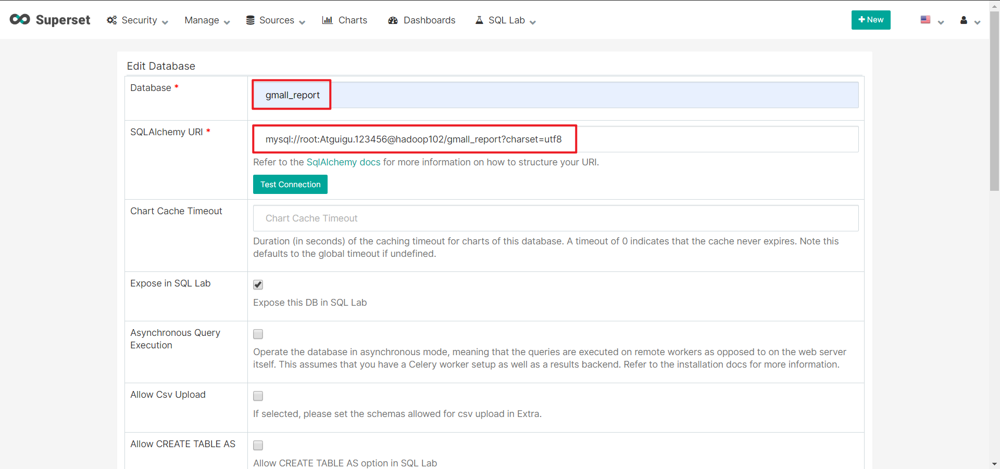 Superset Security Manage Sources Charts Dashboards SQL Lab + New
Edit Database
Database *
gmall_report
SQLAlchemy URI *
mysql://root:Atguigu.123456@hadoop102/gmall_report?charset=utf8
Refer to the SqlAlchemy docs for more information on how to structure your URI.
Test Connection
Chart Cache Timeout
Chart Cache Timeout
Duration (in seconds) of the caching timeout for charts of this database. A timeout of 0 indicates that the cache never expires. Note this
defaults to the global timeout if undefined.
Expose in SQL Lab
Expose this DB in SQL Lab
Asynchronous Query
Execution
Operate the database in asynchronous mode, meaning that the queries are executed on remote workers as opposed to on the web server
itself. This assumes that you have a Celery worker setup as well as a results backend. Refer to the installation docs for more information.
Allow Csv Upload
If selected, please set the schemas allowed for csv upload in Extra.
Allow CREATE TABLE AS
Allow CREATE TABLE AS option in SQL Lab